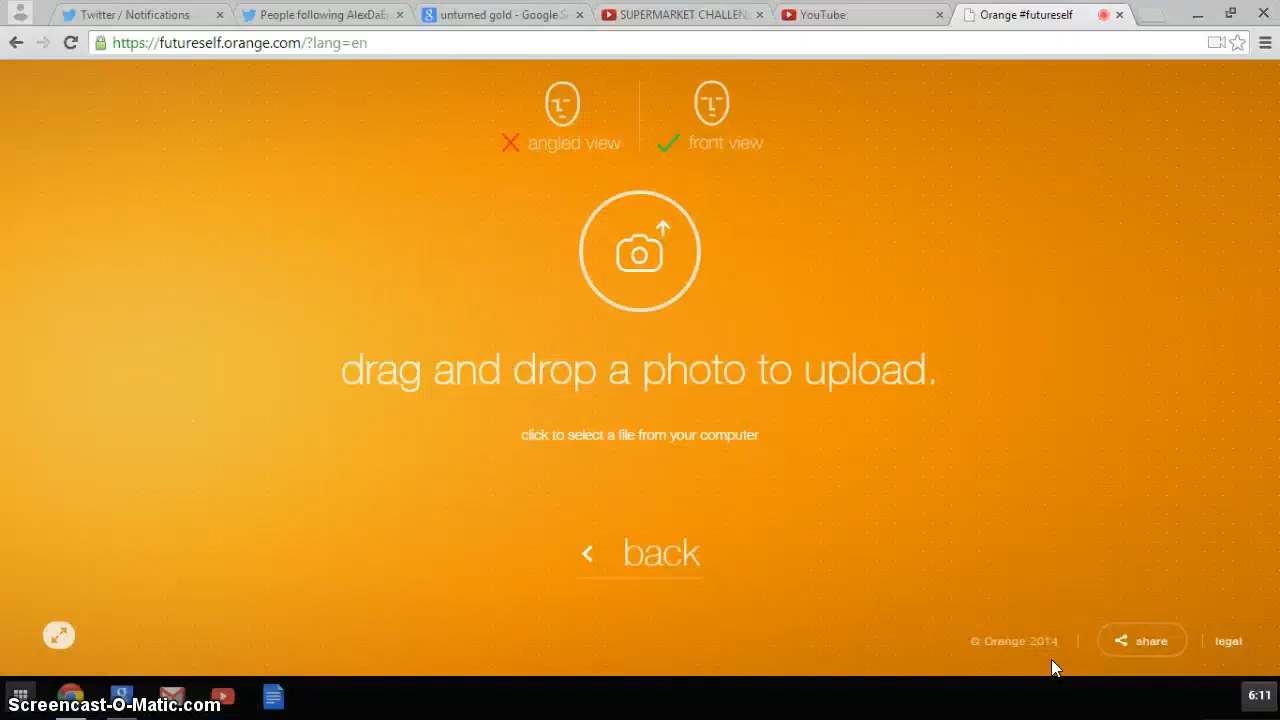 Twitter / Notifications
People following AlexDaE
unturned gold - Google S
SUPERMARKET CHALLEN
YouTube
Orange #futureself
https://futureself.orange.com/?lang=en
angled view
front view
drag and drop a photo to upload.
click to select a file from your computer
back
© Orange 2014
share
legal
6:11
Screencast-O-Matic.com